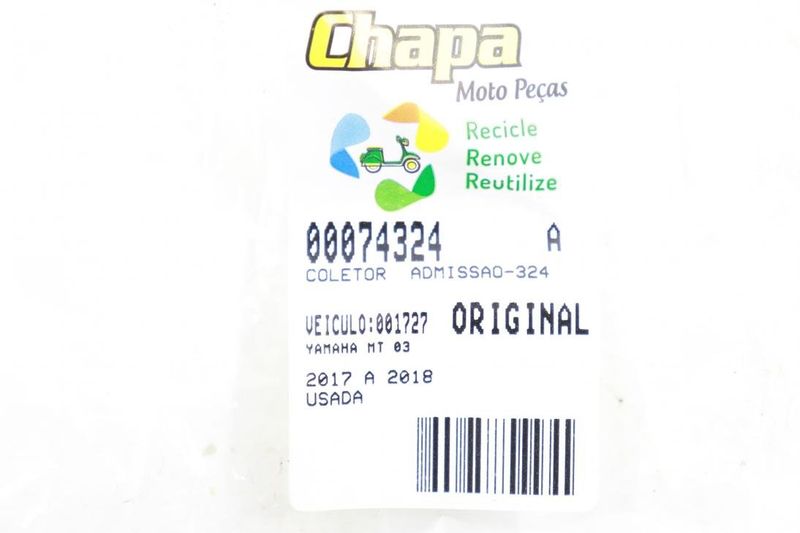 Chapa
Moto Peças
Recicle
Renove
Reutilize
00074324 A
COLETOR ADMISSAO-324
VEICULO:001727 ORIGINAL
YAMAHA MT 03
2017 A 2018
USADA